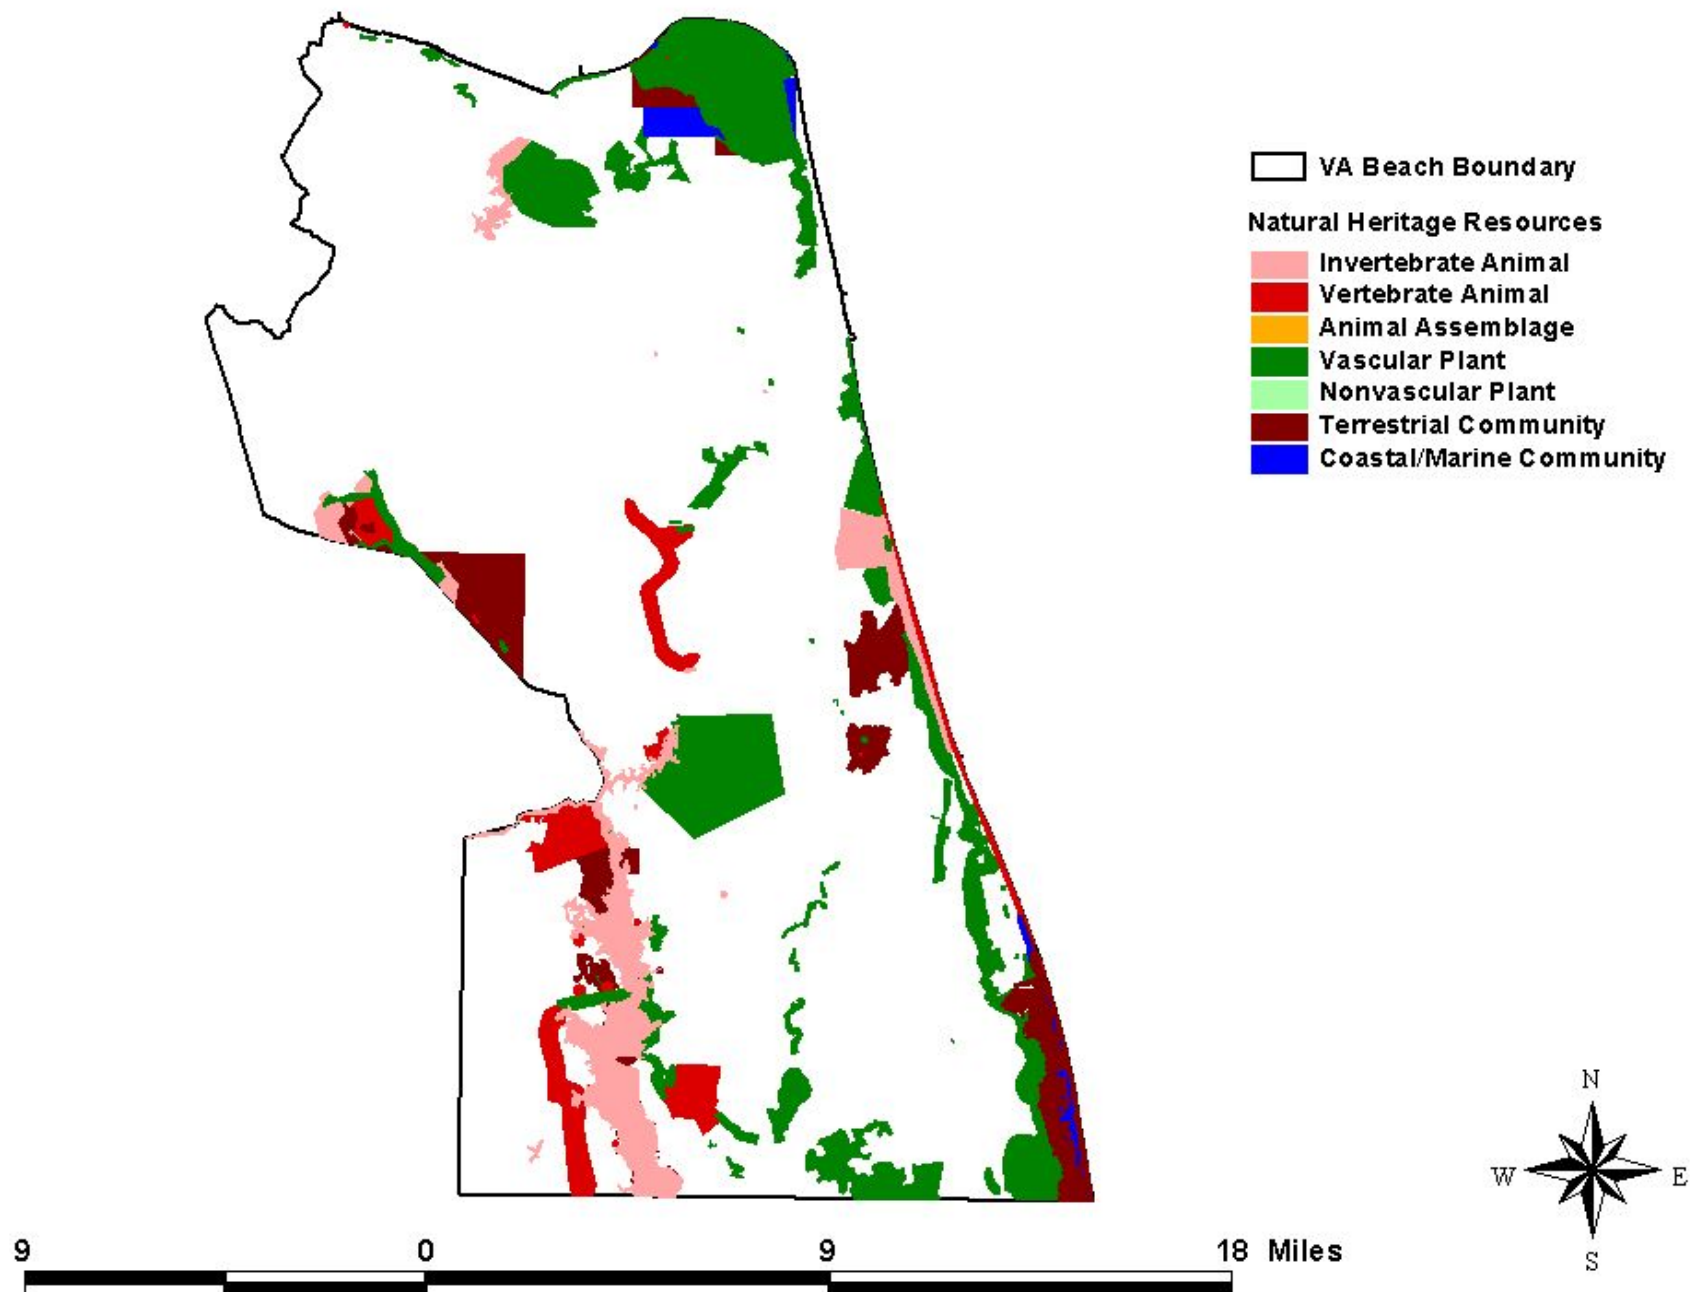 VA Beach Boundary
Natural Heritage Resources
Invertebrate Animal
Vertebrate Animal
Animal Assemblage
Vascular Plant
Nonvascular Plant
Terrestrial Community
Coastal/Marine Community
N
W E
S
9 0 9 18 Miles